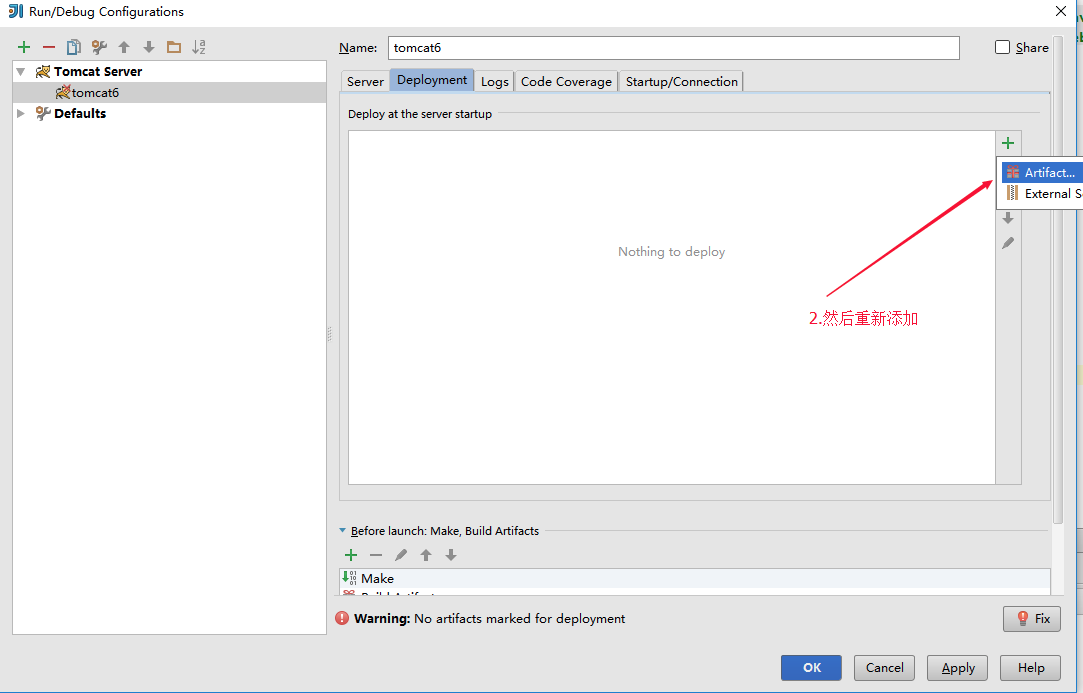 Run/Debug Configurations
Tomcat Server
tomcat6
Defaults
Name: tomcat6 Share
Server Deployment Logs Code Coverage Startup/Connection
Deploy at the server startup
Artifact...
External S
Nothing to deploy
2.然后重新添加
Before launch: Make, Build Artifacts
Make
Build Artifact
Warning: No artifacts marked for deployment
Fix
OK Cancel Apply Help